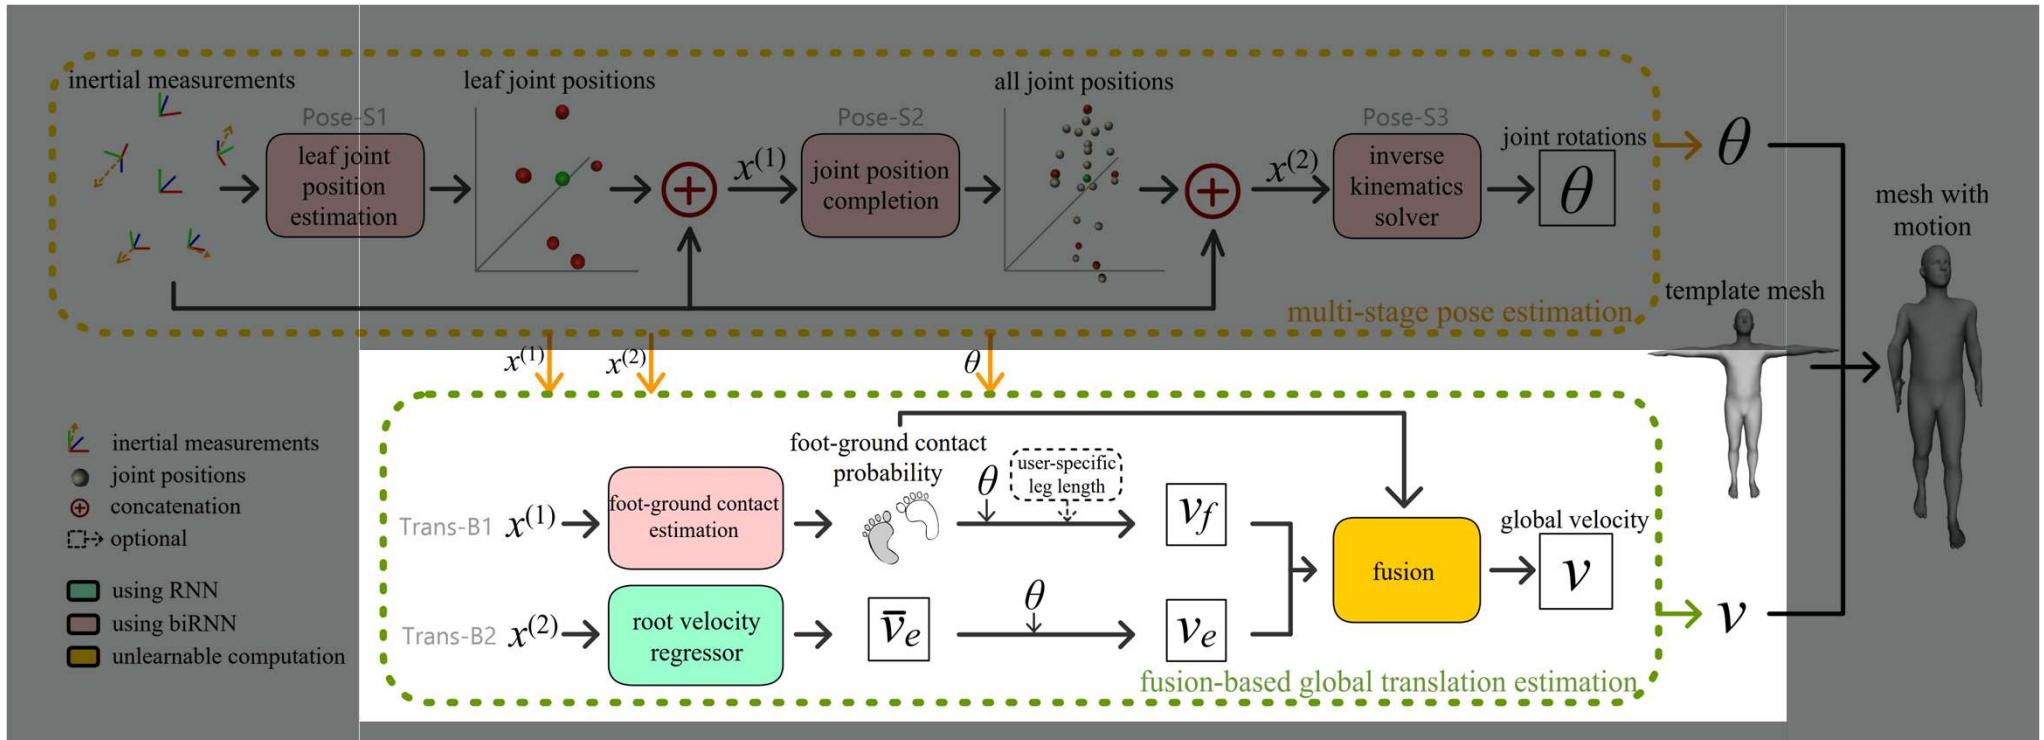 inertial measurements
leaf joint positions
all joint positions
Pose-S1
Pose-S2
Pose-S3
leaf joint
position
estimation
x(1)
joint position
completion
x(2)
inverse
kinematics
solver
joint rotations
θ
θ
mesh with
motion
template mesh
multi-stage pose estimation
x(1)
x(2)
θ
inertial measurements
joint positions
concatenation
optional
using RNN
using biRNN
unlearnable computation
foot-ground contact
probability
Trans-B1
x(1)
foot-ground contact
estimation
θ
user-specific
leg length
vf
fusion
global velocity
v
v
Trans-B2
x(2)
root velocity
regressor
v̄e
θ
ve
fusion-based global translation estimation